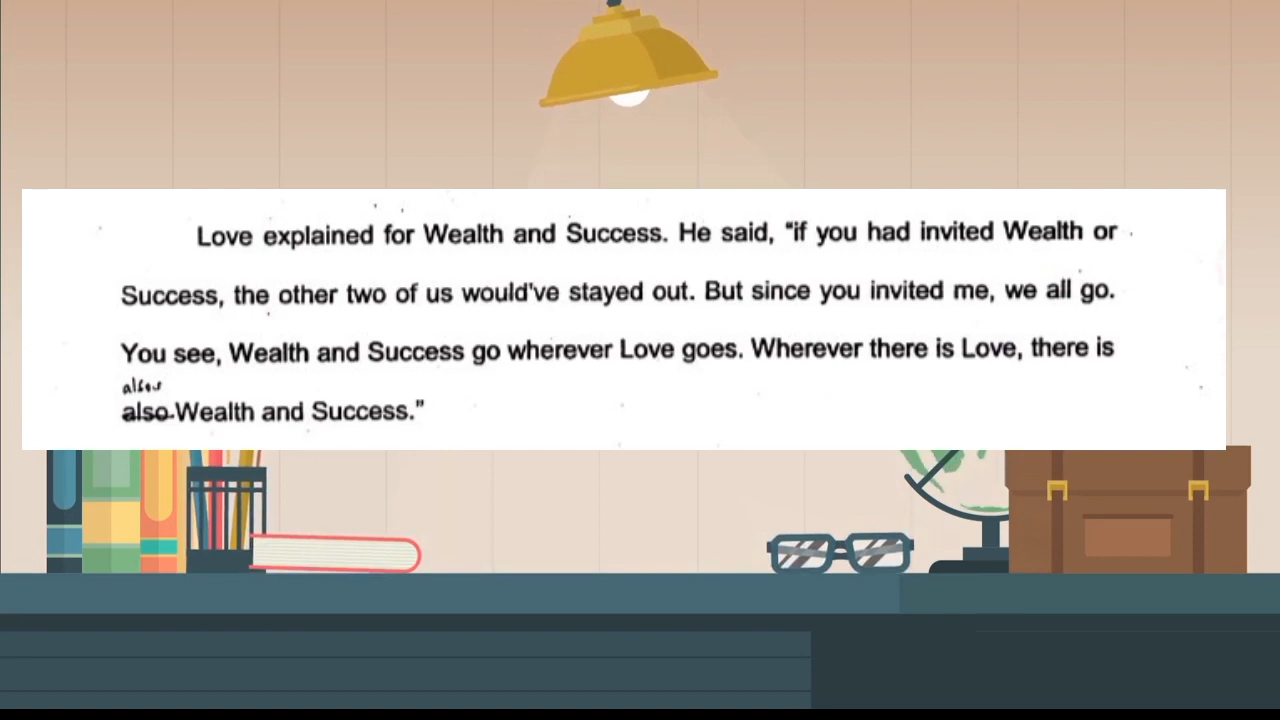 Love explained for Wealth and Success. He said, “if you had invited Wealth or
Success, the other two of us would've stayed out. But since you invited me, we all go.
You see, Wealth and Success go wherever Love goes. Wherever there is Love, there is
also Wealth and Success.”